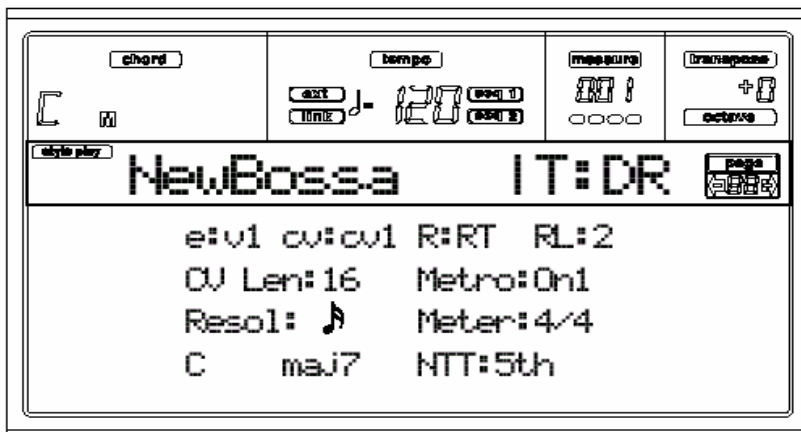 chord tempo measure transpose
ext seq 1
C M 120 001 +0
link seq 2 octave
style play page
NewBossa |T:DR
e:v1 cv:cv1 R:RT RL:2
CV Len:16 Metro:On1
Resol: Meter:4/4
C maj7 NTT:5th